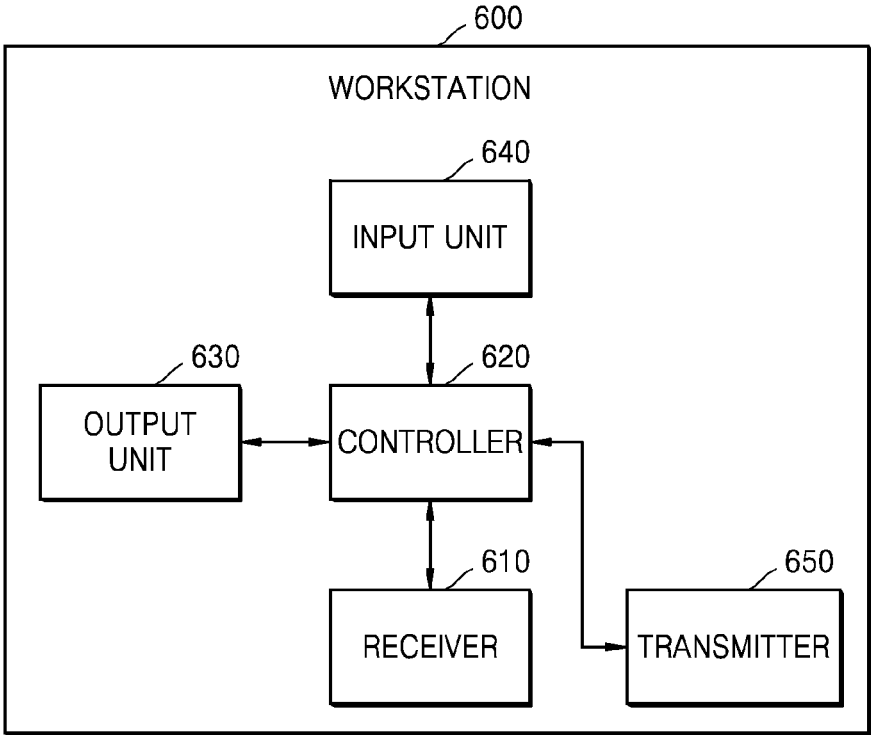 600
WORKSTATION
640
INPUT UNIT
630
620
OUTPUT
UNIT
CONTROLLER
610
650
RECEIVER
TRANSMITTER